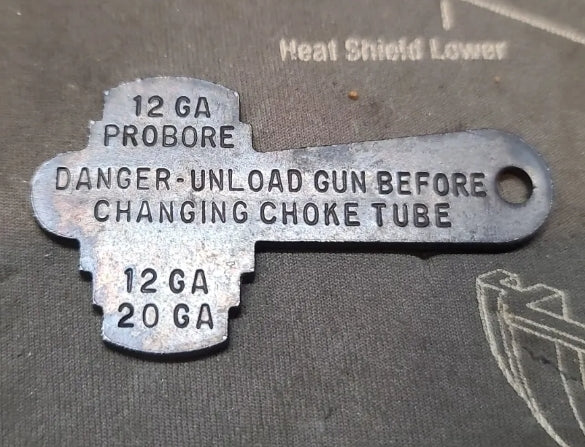 Heat Shield Lower
12 GA
PROBORE
DANGER-UNLOAD GUN BEFORE
CHANGING CHOKE TUBE
12 GA
20 GA